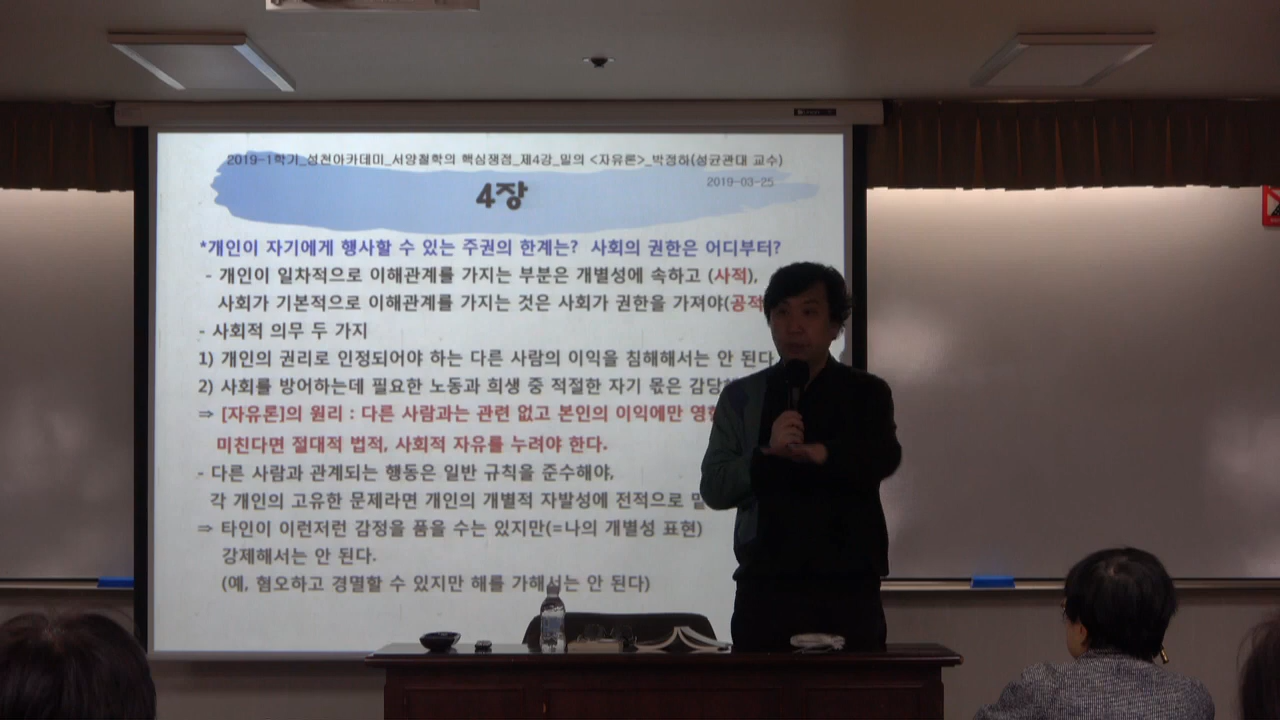 2019-1학기_성천아카데미_서양철학의 핵심쟁점_제4강_밀의 <자유론>_박정하(성균관대 교수)
2019-03-25
4장
*개인이 자기에게 행사할 수 있는 주권의 한계는? 사회의 권한은 어디부터?
- 개인이 일차적으로 이해관계를 가지는 부분은 개별성에 속하고 (사적),
사회가 기본적으로 이해관계를 가지는 것은 사회가 권한을 가져야(공적
- 사회적 의무 두 가지
1) 개인의 권리로 인정되어야 하는 다른 사람의 이익을 침해해서는 안 된다
2) 사회를 방어하는데 필요한 노동과 희생 중 적절한 자기 몫은 감당
⇒ [자유론]의 원리 : 다른 사람과는 관련 없고 본인의 이익에만
미친다면 절대적 법적, 사회적 자유를 누려야 한다.
- 다른 사람과 관계되는 행동은 일반 규칙을 준수해야,
각 개인의 고유한 문제라면 개인의 개별적 자발성에 전적으로
⇒ 타인이 이런저런 감정을 품을 수는 있지만(=나의 개별성 표현)
강제해서는 안 된다.
(예, 혐오하고 경멸할 수 있지만 해를 가해서는 안 된다)